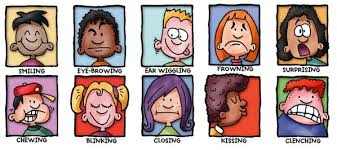 SMILING
EYE-BROWING
EAR WIGGLING
FROWNING
SURPRISING
CHEWING
BLINKING
CLOSING
KISSING
CLENCHING